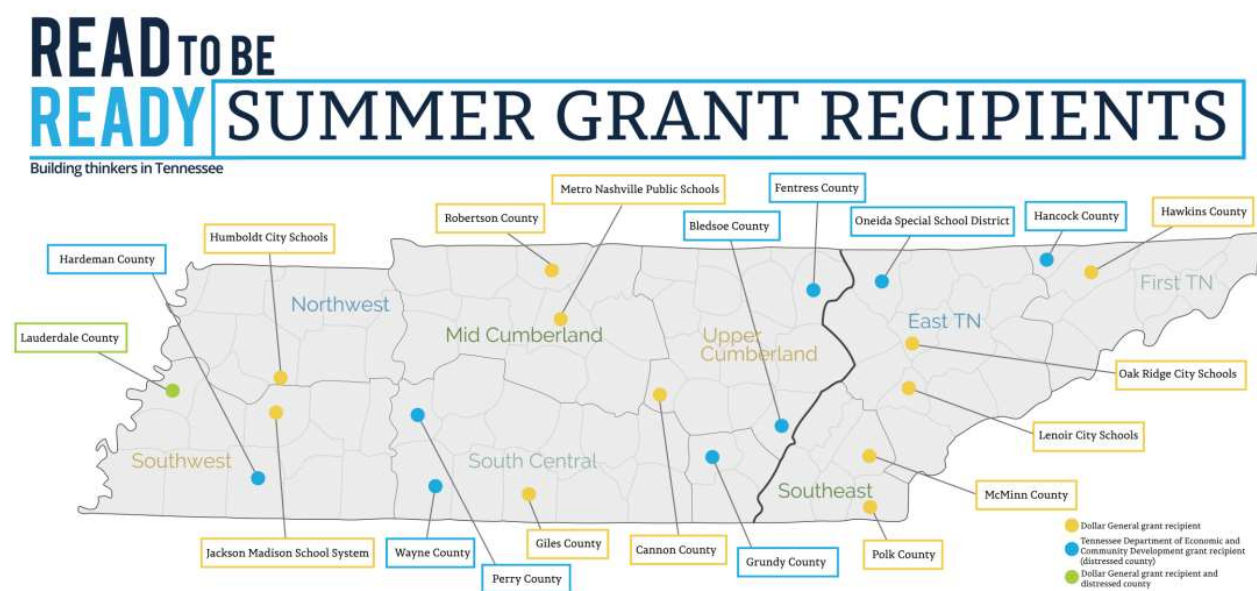 READ TO BE
READY SUMMER GRANT RECIPIENTS
Building thinkers in Tennessee
Metro Nashville Public Schools
Fentress County
Robertson County
Bledsoe County
Oneida Special School District
Hancock County
Hawkins County
Humboldt City Schools
Hardeman County
Lauderdale County
Northwest
Mid Cumberland
Upper
Cumberland
East TN
First TN
Oak Ridge City Schools
Lenoir City Schools
Southwest
South Central
Southeast
McMinn County
Jackson Madison School System
Wayne County
Perry County
Giles County
Cannon County
Grundy County
Polk County
Dollar General grant recipient
Tennessee Department of Economic and
Community Development grant recipient
(distressed county)
Dollar General grant recipient and
distressed county